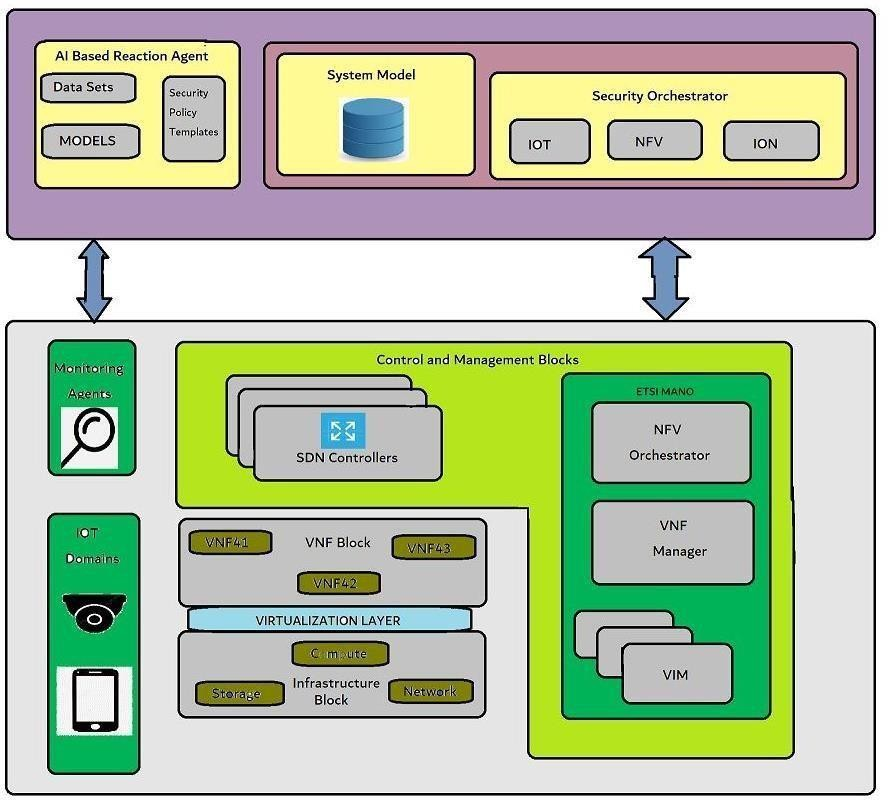 AI Based Reaction Agent
Data Sets
MODELS
Security
Policy
Templates
System Model
Security Orchestrator
IOT
NFV
ION
Monitoring
Agents
IOT
Domains
Control and Management Blocks
SDN Controllers
ETSI MANO
NFV
Orchestrator
VNF
Manager
VIM
VNF41
VNF Block
VNF43
VNF42
VIRTUALIZATION LAYER
Compute
Storage
Infrastructure
Block
Network